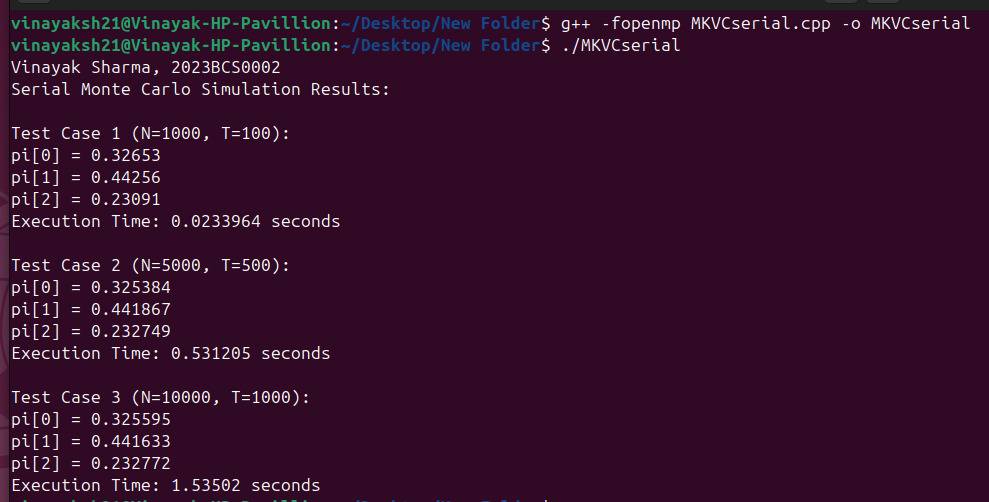 vinayaksh21@Vinayak-HP-Pavillion:~/Desktop/New Folder$ g++ -fopenmp MKVCserial.cpp -o MKVCserial
vinayaksh21@Vinayak-HP-Pavillion:~/Desktop/New Folder$ ./MKVCserial
Vinayak Sharma, 2023BCS0002
Serial Monte Carlo Simulation Results:
Test Case 1 (N=1000, T=100):
pi[0] = 0.32653
pi[1] = 0.44256
pi[2] = 0.23091
Execution Time: 0.0233964 seconds
Test Case 2 (N=5000, T=500):
pi[0] = 0.325384
pi[1] = 0.441867
pi[2] = 0.232749
Execution Time: 0.531205 seconds
Test Case 3 (N=10000, T=1000):
pi[0] = 0.325595
pi[1] = 0.441633
pi[2] = 0.232772
Execution Time: 1.53502 seconds